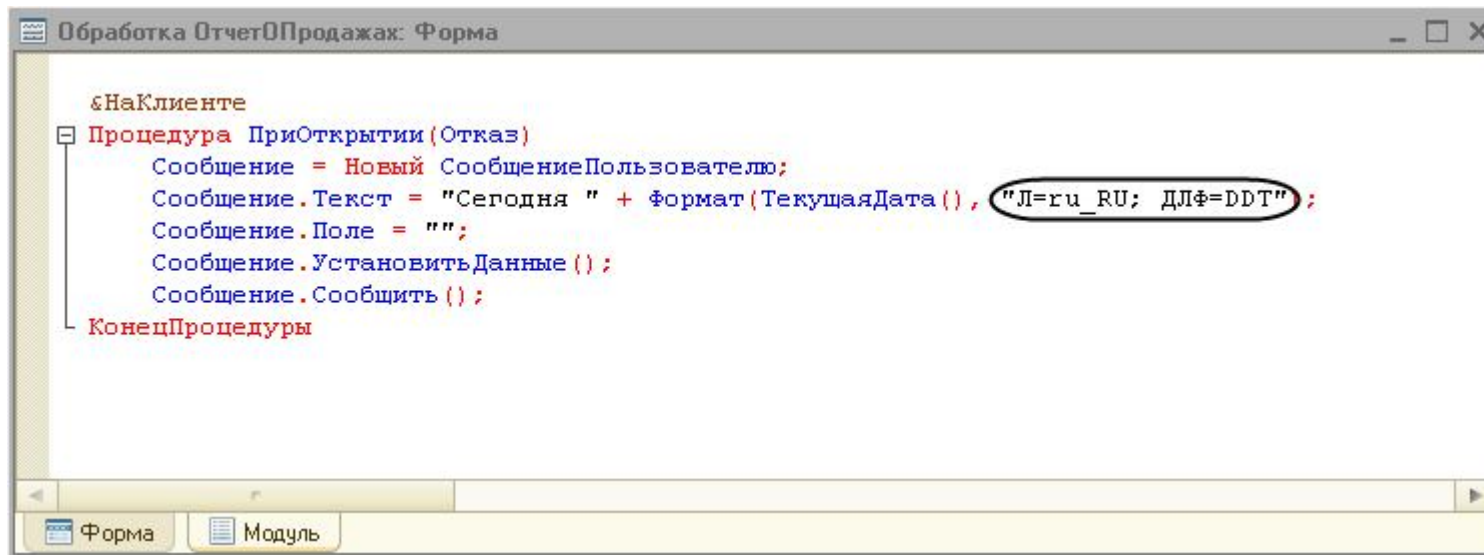 Обработка ОтчетОПродажах: Форма
&НаКлиенте
Процедура ПриОткрытии(Отказ)
Сообщение = Новый СообщениеПользователю;
Сообщение.Текст = "Сегодня " + Формат(ТекущаяДата(), "Л=ru_RU; ДЛФ=DDT");
Сообщение.Поле = "";
Сообщение.УстановитьДанные();
Сообщение.Сообщить();
КонецПроцедуры
Форма Модуль